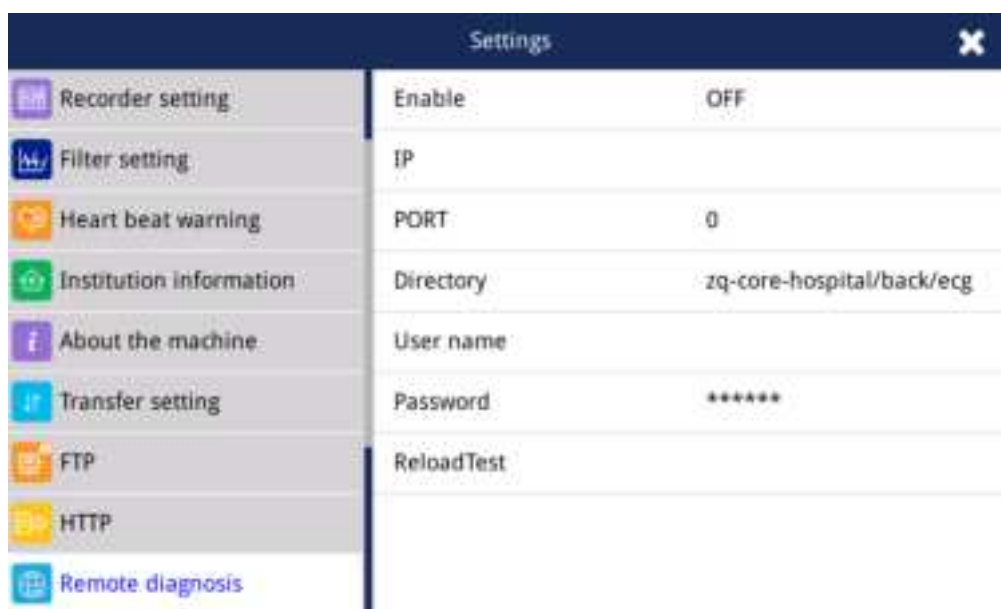 Settings
Recorder setting
Filter setting
Heart beat warning
Institution information
About the machine
Transfer setting
FTP
HTTP
Remote diagnosis
Enable OFF
IP
PORT 0
Directory zq-core-hospital/back/ecg
User name
Password ******
ReloadTest